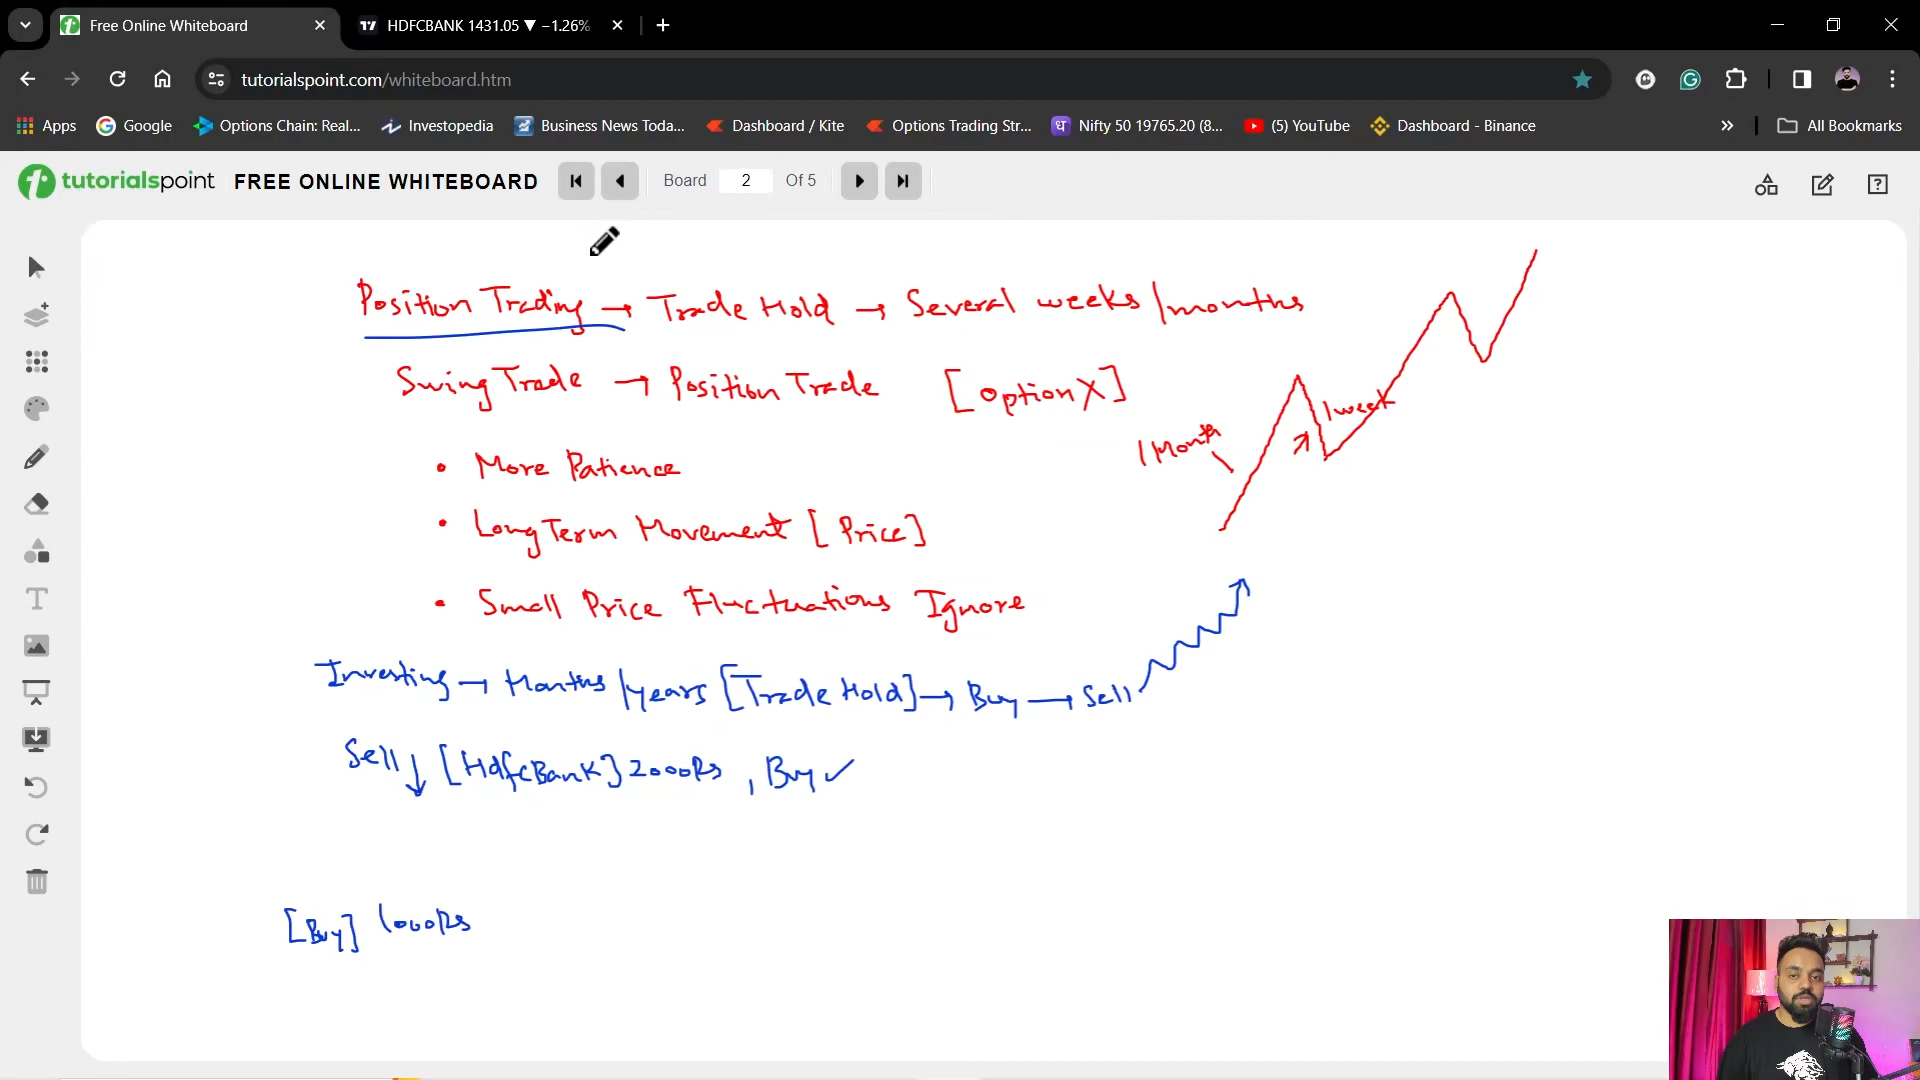 Free Online Whiteboard
HDFCBANK 1431.05 ▼ −1.26%
tutorialspoint.com/whiteboard.htm
Apps Google Options Chain: Real... Investopedia Business News Toda... Dashboard / Kite Options Trading Str... Nifty 50 19765.20 (8... (5) YouTube Dashboard - Binance » All Bookmarks
tutorialspoint FREE ONLINE WHITEBOARD Board 2 Of 5
Position Trading → Trade Hold → Several weeks/months
Swing Trade → Position Trade [Option X]
1 week
1 Month
• More Patience
• Long Term Movement [Price]
• Small Price Fluctuations Ignore
Investing → Months/years [Trade Hold] → Buy → Sell
Sell ↓ [HdfcBank] 2000Rs , Buy ✓
[Buy] 1000Rs